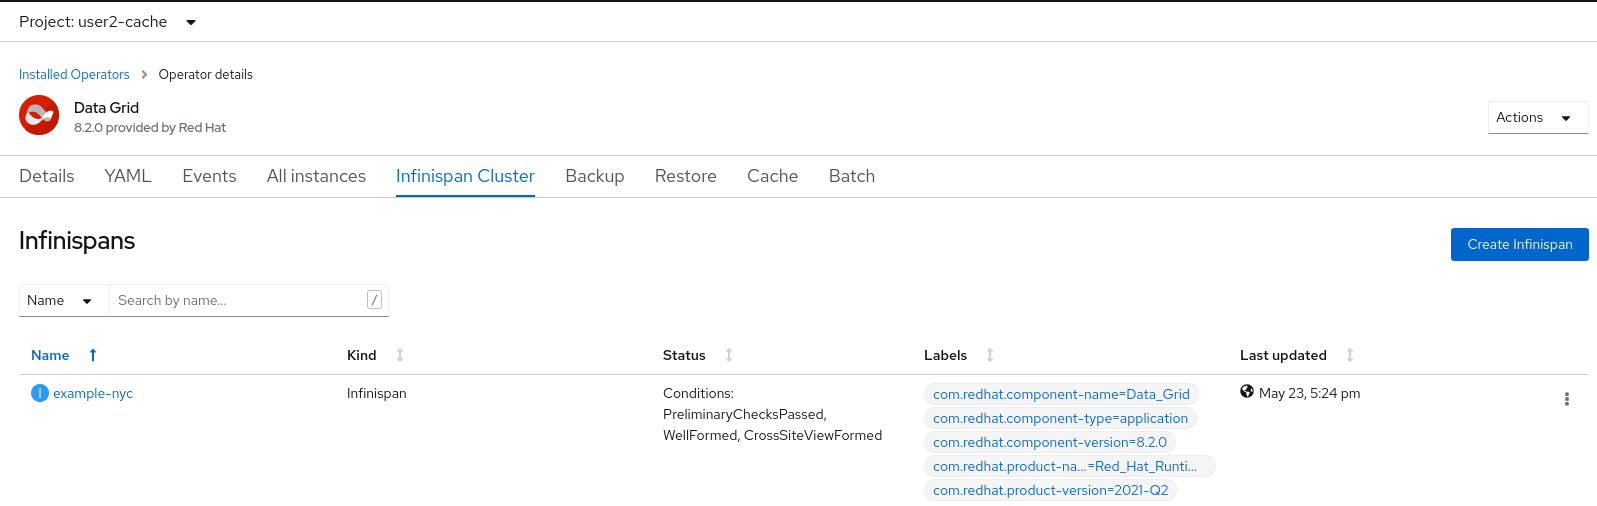 Project: user2-cache
Installed Operators > Operator details
Data Grid
8.2.0 provided by Red Hat
Actions
Details YAML Events All instances Infinispan Cluster Backup Restore Cache Batch
Infinispans
Create Infinispan
Name Search by name... /
Name Kind Status Labels Last updated
I example-nyc Infinispan Conditions: com.redhat.component-name=Data_Grid May 23, 5:24 pm
PreliminaryChecksPassed, com.redhat.component-type=application
WellFormed, CrossSiteViewFormed com.redhat.component-version=8.2.0
com.redhat.product-na...=Red_Hat_Runti...
com.redhat.product-version=2021-Q2